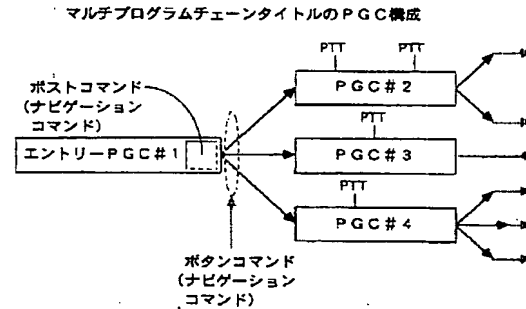 マルチプログラムチェーンタイトルのPGC構成
PTT PTT
ポストコマンド
(ナビゲーション
コマンド)
PGC#2
PTT
エントリーPGC#1
PGC#3
PTT
PGC#4
ボタンコマンド
(ナビゲーション
コマンド)